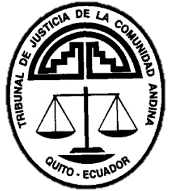 TRIBUNAL DE JUSTICIA DE LA COMUNIDAD ANDINA
QUITO - ECUADOR